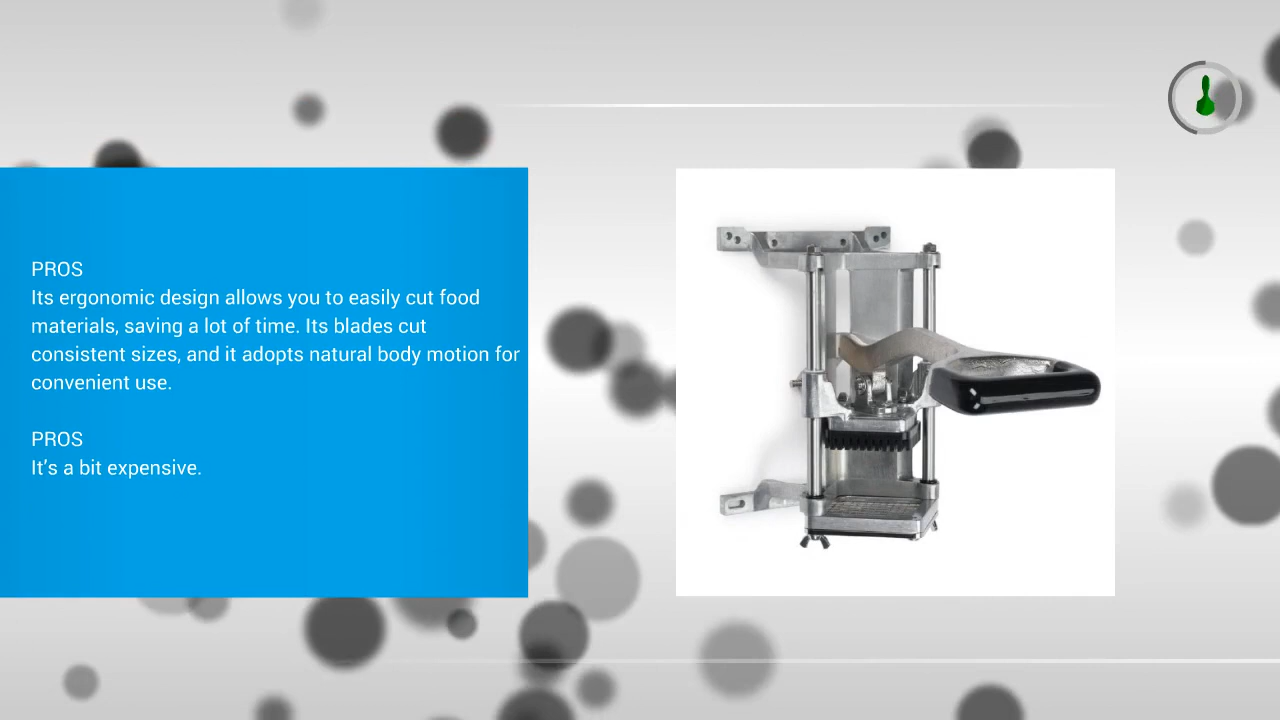 PROS
Its ergonomic design allows you to easily cut food
materials, saving a lot of time. Its blades cut
consistent sizes, and it adopts natural body motion for
convenient use.
PROS
It's a bit expensive.